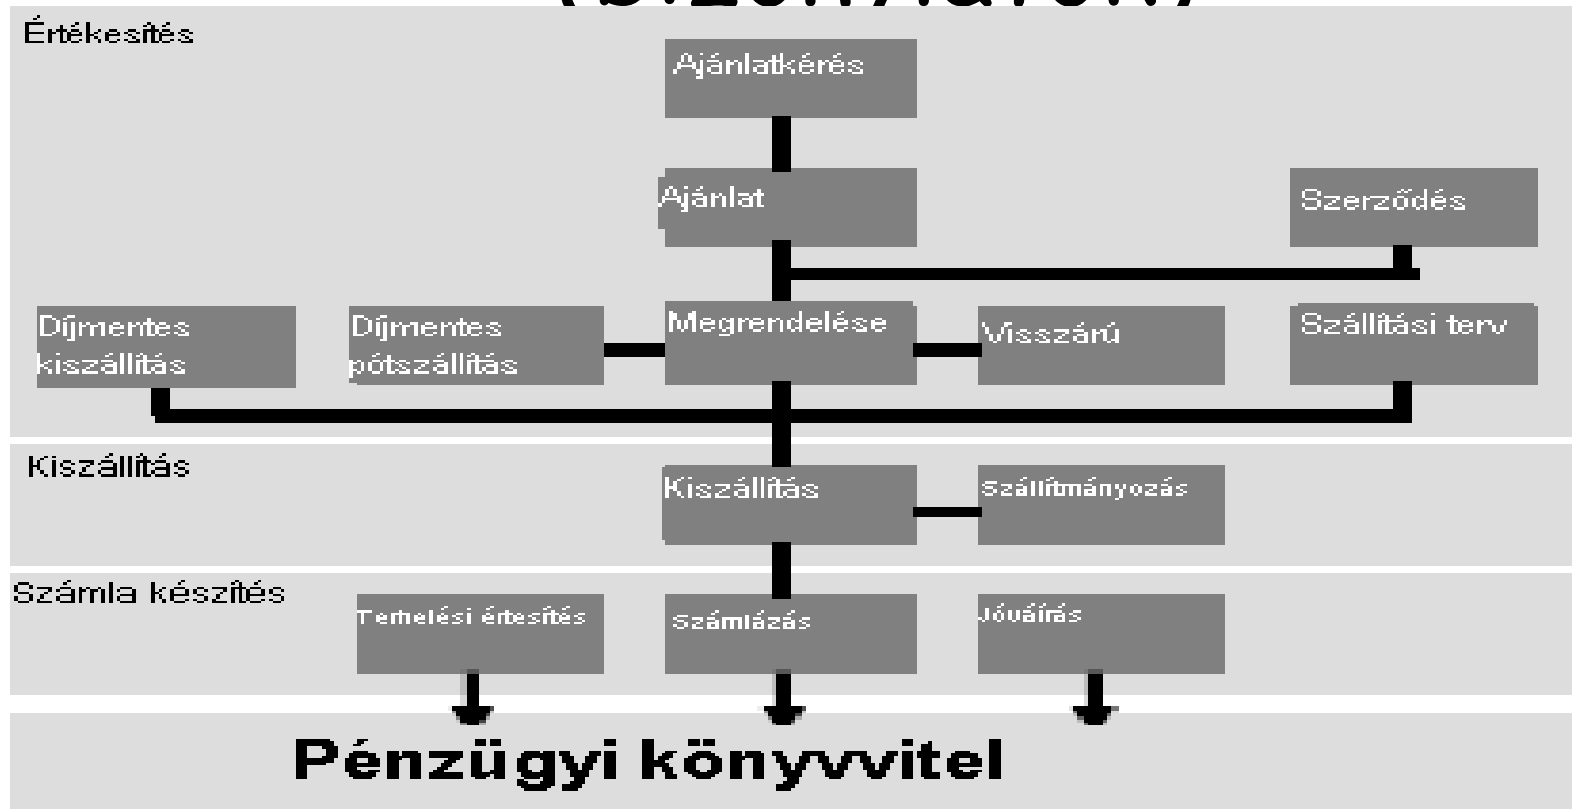 Értékesítés
Ajánlatkérés
Ajánlat
Szerződés
Díjmentes
kiszállítás
Díjmentes
pótszállítás
Megrendelése
Visszárú
Szállítási terv
Kiszállítás
Kiszállítás
Szállítmányozás
Számla készítés
Terhelési értesítés
Számlázás
Jóváírás
Pénzügyi könyvvitel